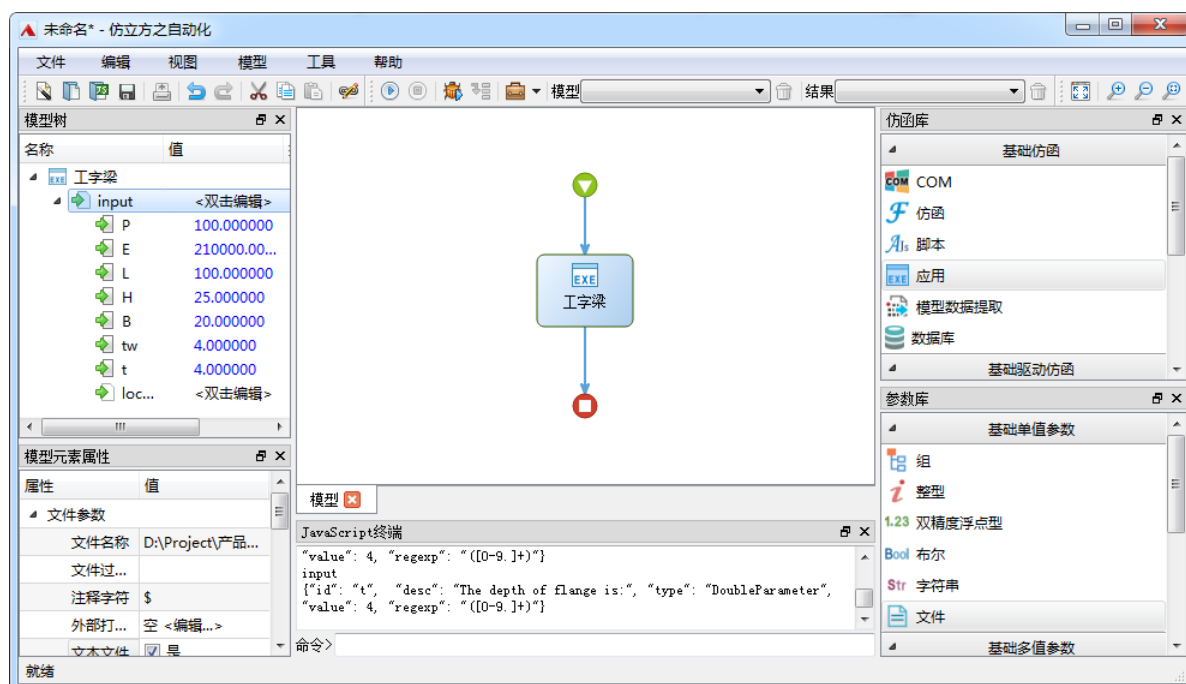 未命名* - 仿立方之自动化
文件 编辑 视图 模型 工具 帮助
模型 结果
模型树
名称 值
EXE 工字梁
input <双击编辑>
P 100.000000
E 210000.00...
L 100.000000
H 25.000000
B 20.000000
tw 4.000000
t 4.000000
loc... <双击编辑>
模型元素属性
属性 值
文件参数
文件名称 D:\Project\产品...
文件过...
注释字符 $
外部打... 空 <编辑...>
文本文件 是
就绪
EXE
工字梁
模型
JavaScript终端
"value": 4, "regexp": "([0-9.]+)"}
input
{"id": "t", "desc": "The depth of flange is:", "type": "DoubleParameter",
"value": 4, "regexp": "([0-9.]+)"}
命令>
仿函库
基础仿函
COM COM
仿函
脚本
EXE 应用
模型数据提取
数据库
基础驱动仿函
参数库
基础单值参数
组
整型
1.23 双精度浮点型
Bool 布尔
Str 字符串
文件
基础多值参数